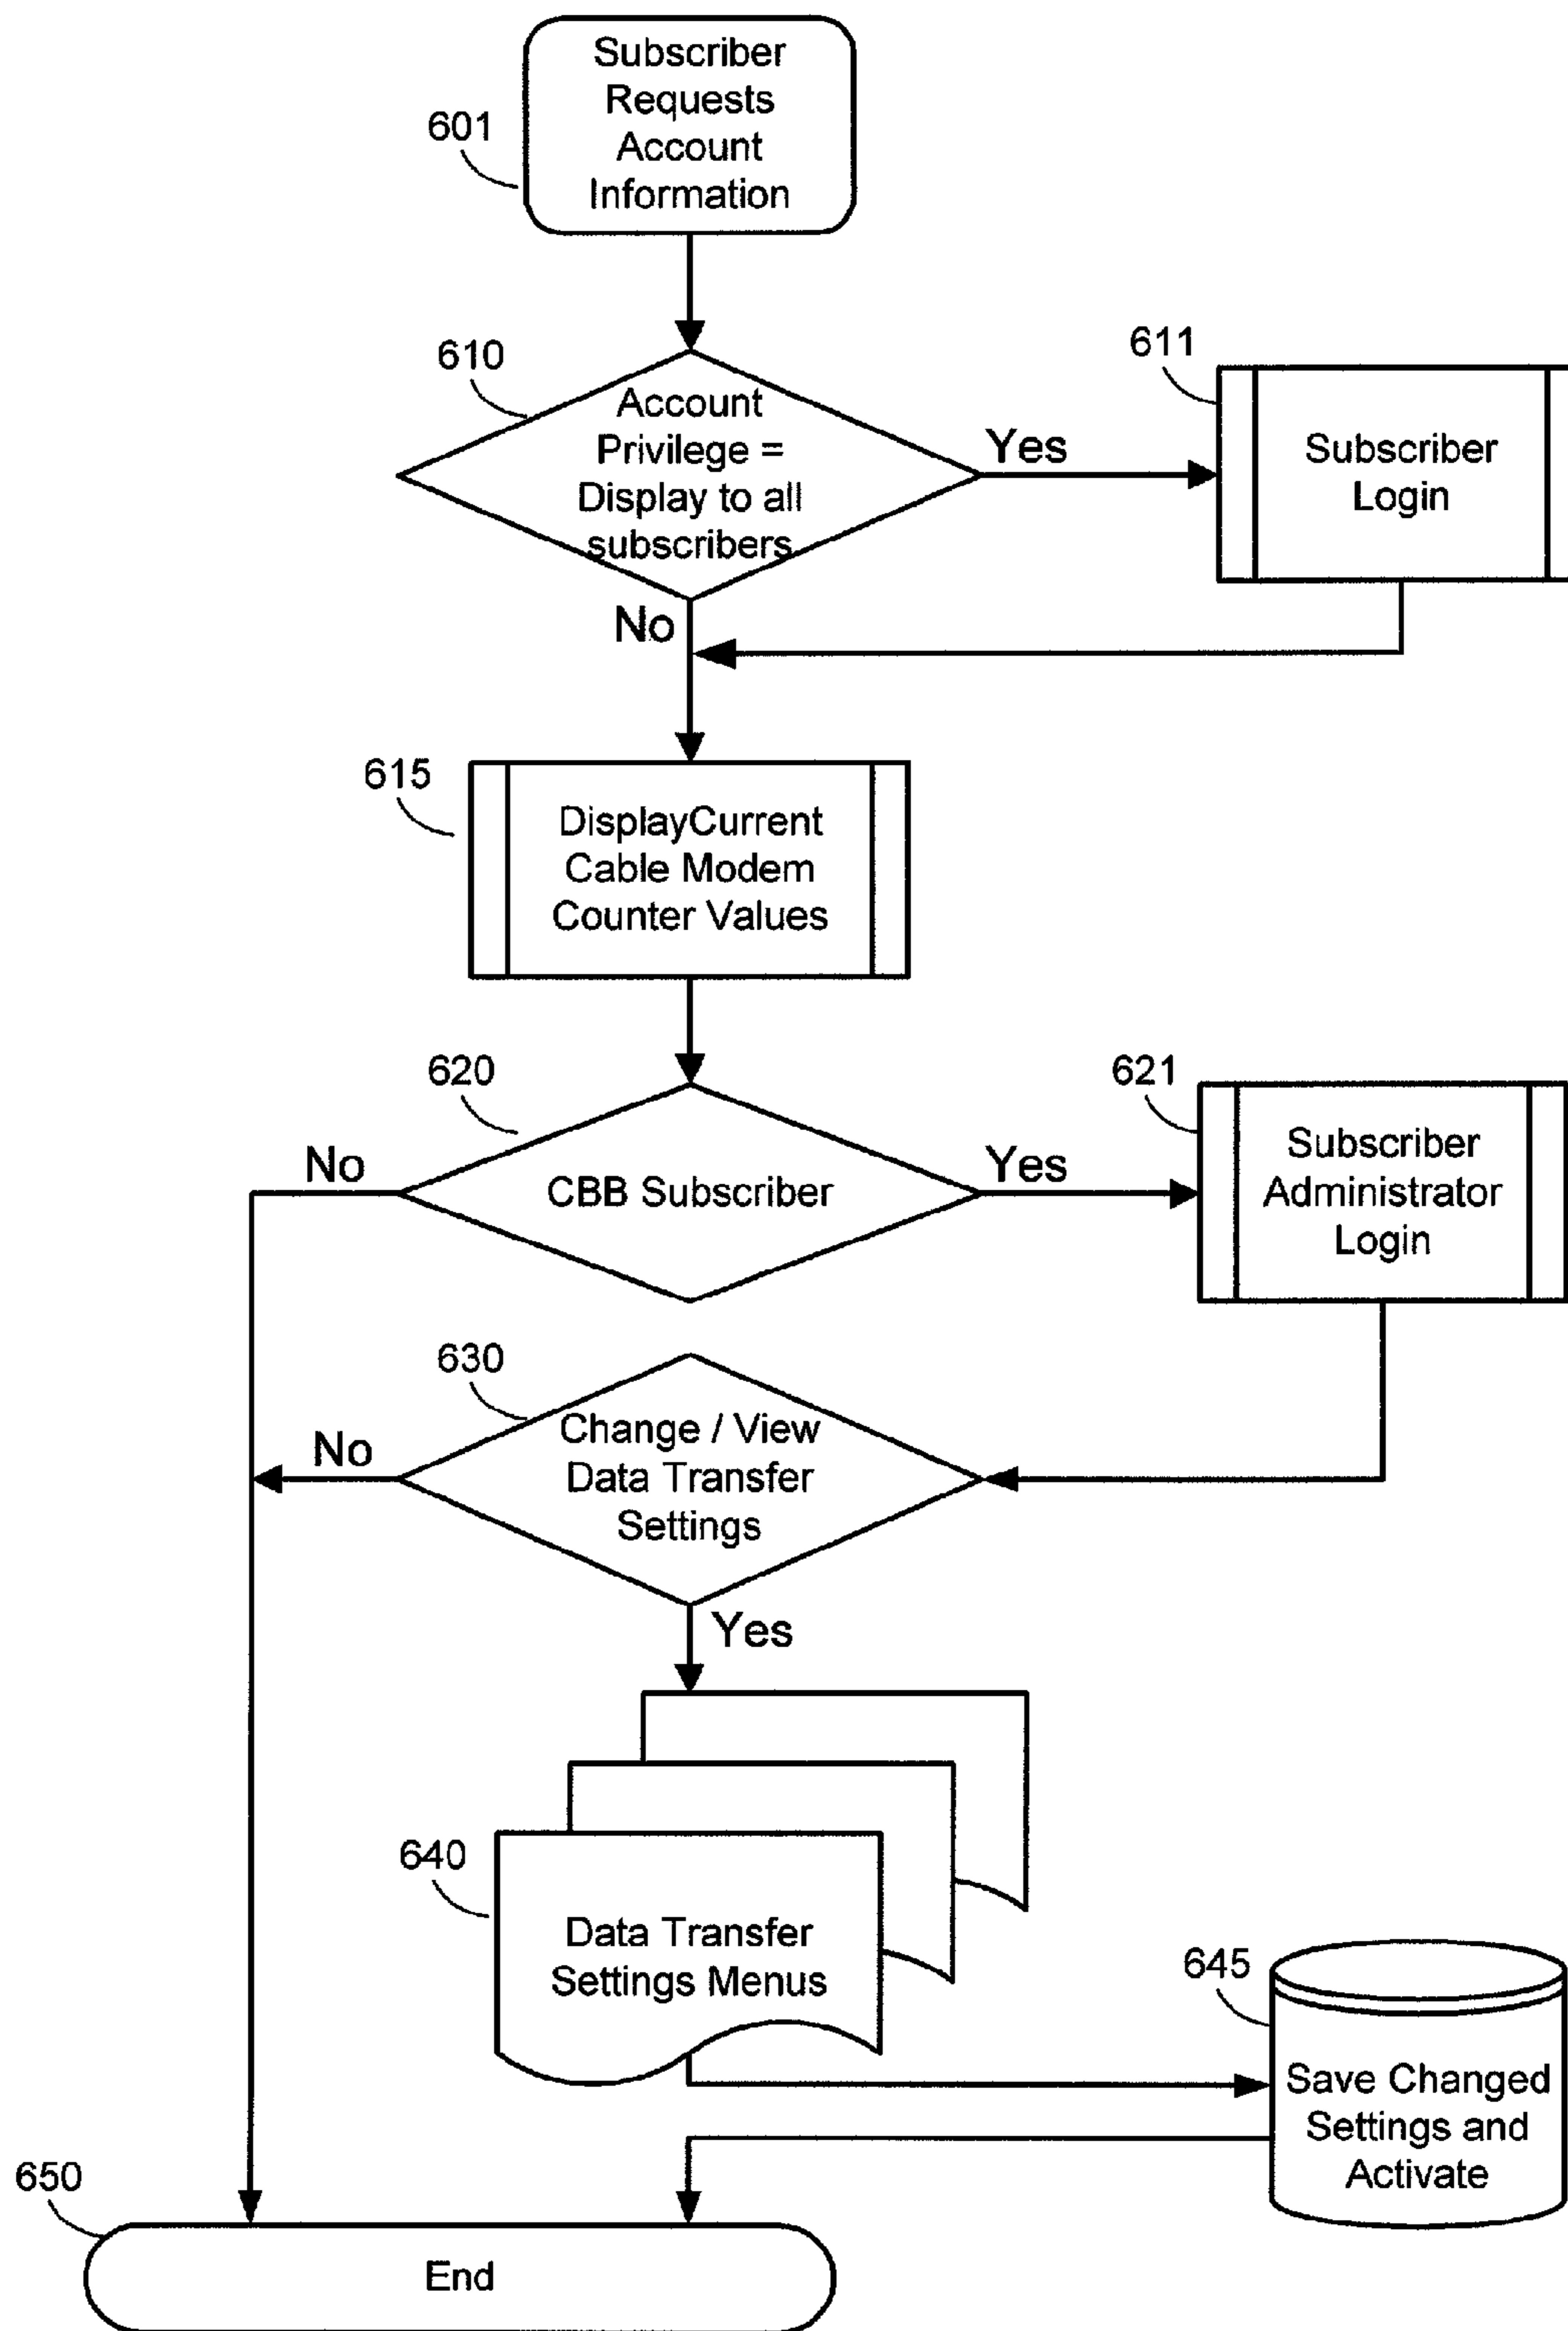 Subscriber
Requests
Account
Information
601
610
Account
Privilege =
Display to all
subscribers
Yes
611
Subscriber
Login
No
615
DisplayCurrent
Cable Modem
Counter Values
620
No
CBB Subscriber
Yes
621
Subscriber
Administrator
Login
630
No
Change / View
Data Transfer
Settings
Yes
640
Data Transfer
Settings Menus
645
Save Changed
Settings and
Activate
650
End